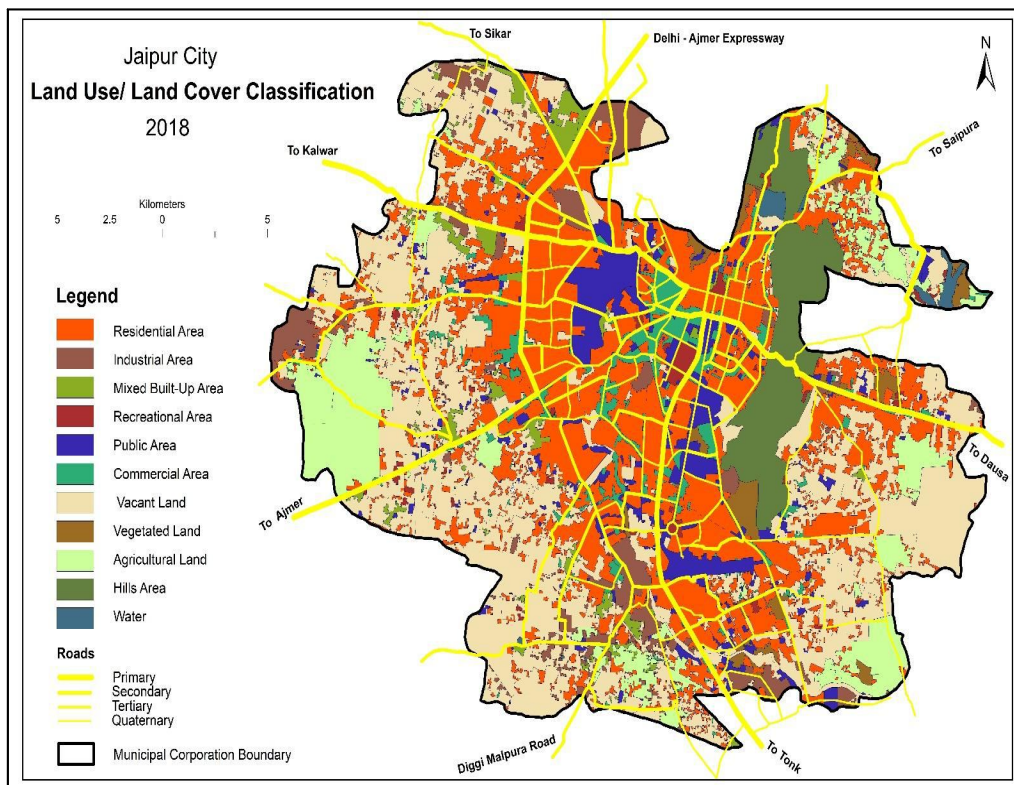 Jaipur City
Land Use/ Land Cover Classification
2018
To Sikar
Delhi - Ajmer Expressway
N
To Kalwar
To Saipura
Kilometers
5 2.5 0 5
Legend
Residential Area
Industrial Area
Mixed Built-Up Area
Recreational Area
Public Area
Commercial Area
Vacant Land
Vegetated Land
Agricultural Land
Hills Area
Water
Roads
Primary
Secondary
Tertiary
Quaternary
Municipal Corporation Boundary
To Ajmer
To Dausa
Diggi Malpura Road
To Tonk